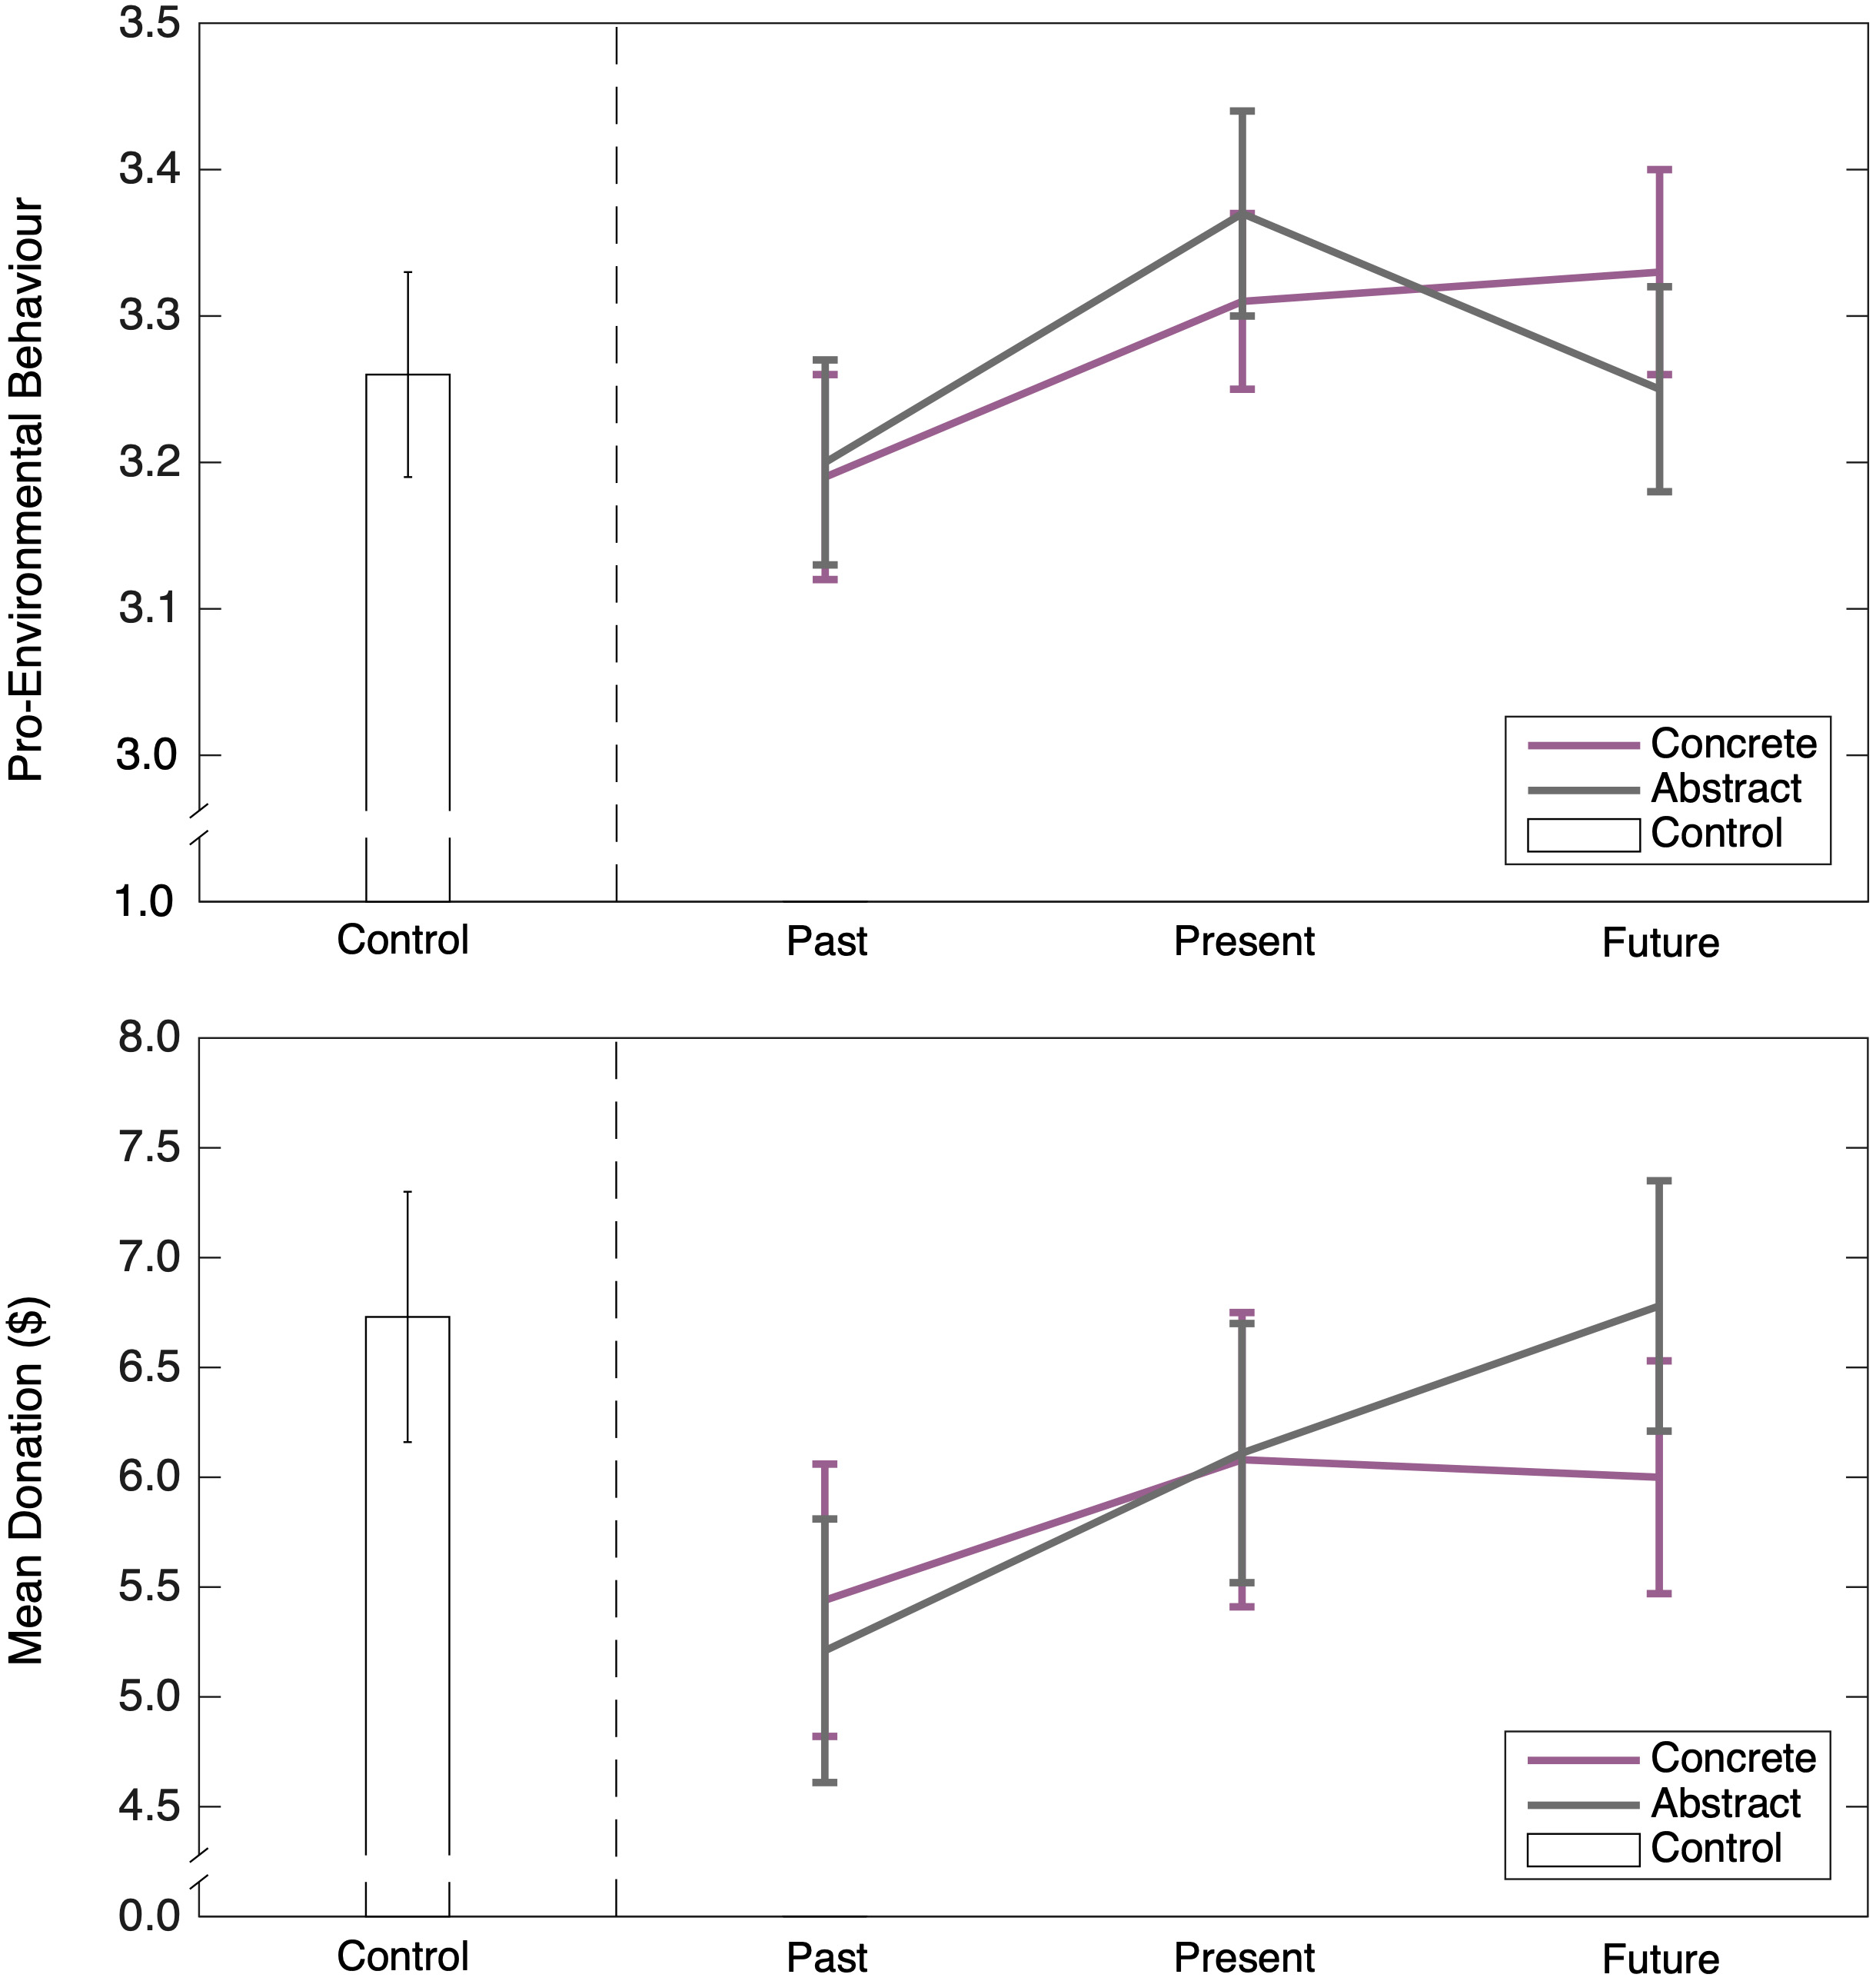 Pro-Environmental Behaviour
3.5
3.4
3.3
3.2
3.1
3.0
1.0
Concrete
Abstract
Control
Control Past Present Future
Mean Donation ($)
8.0
7.5
7.0
6.5
6.0
5.5
5.0
4.5
0.0
Concrete
Abstract
Control
Control Past Present Future